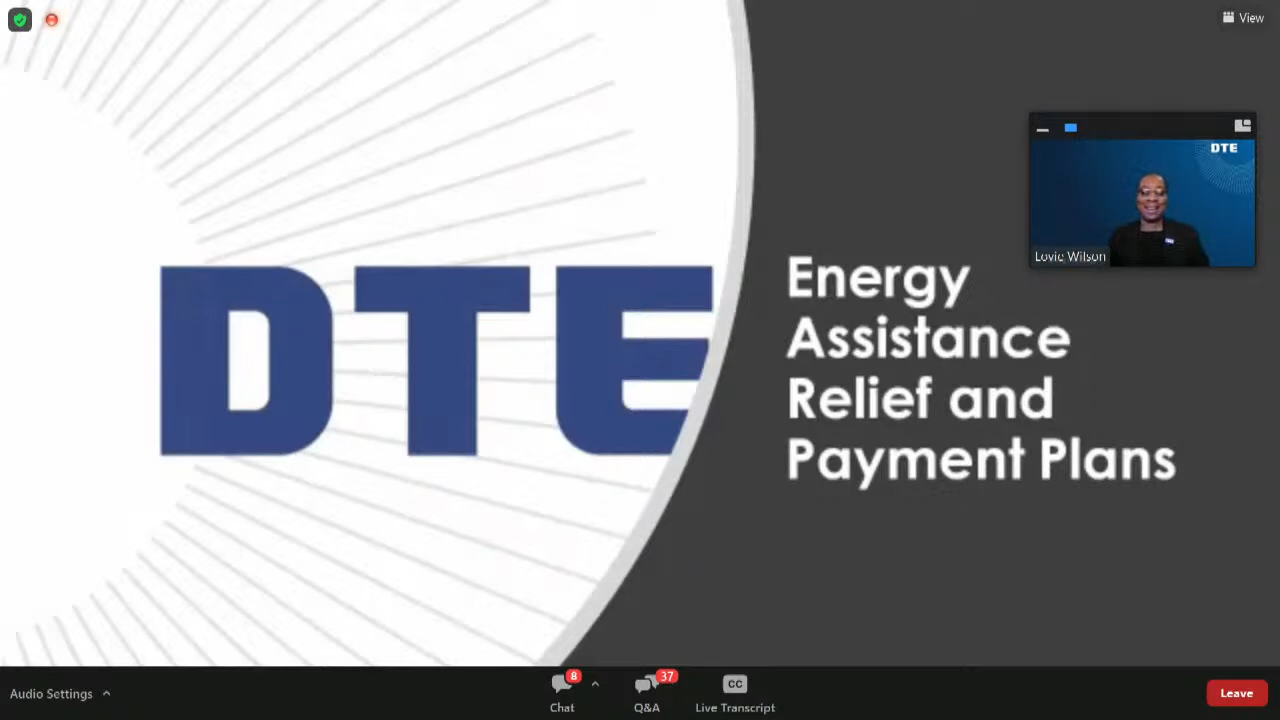 View
DTE
Lovie Wilson
DTE
Energy
Assistance
Relief and
Payment Plans
Audio Settings
8
Chat
37
Q&A
CC
Live Transcript
Leave